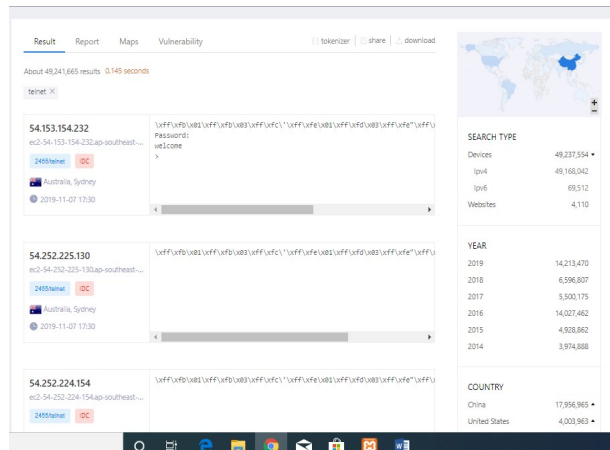 Result Report Maps Vulnerability
tokenizer share download
About 49,241,665 results 0.145 seconds
telnet ×
54.153.154.232
ec2-54-153-154-232.ap-southeast-...
2455/telnet IDC
Australia, Sydney
2019-11-07 17:30
\xff\xfb\x01\xff\xfb\x03\xff\xfc\'\xff\xfe\x01\xff\xfd\x03\xff\xfe"\xff\
Password:
welcome
>
54.252.225.130
ec2-54-252-225-130.ap-southeast-...
2455/telnet IDC
Australia, Sydney
2019-11-07 17:30
\xff\xfb\x01\xff\xfb\x03\xff\xfc\'\xff\xfe\x01\xff\xfd\x03\xff\xfe"\xff\
54.252.224.154
ec2-54-252-224-154.ap-southeast-...
2455/telnet IDC
\xff\xfb\x01\xff\xfb\x03\xff\xfc\'\xff\xfe\x01\xff\xfd\x03\xff\xfe"\xff\
+
−
SEARCH TYPE
Devices 49,237,554
Ipv4 49,168,042
Ipv6 69,512
Websites 4,110
YEAR
2019 14,213,470
2018 6,596,807
2017 5,500,175
2016 14,027,462
2015 4,928,862
2014 3,974,888
COUNTRY
China 17,956,965
United States 4,003,963